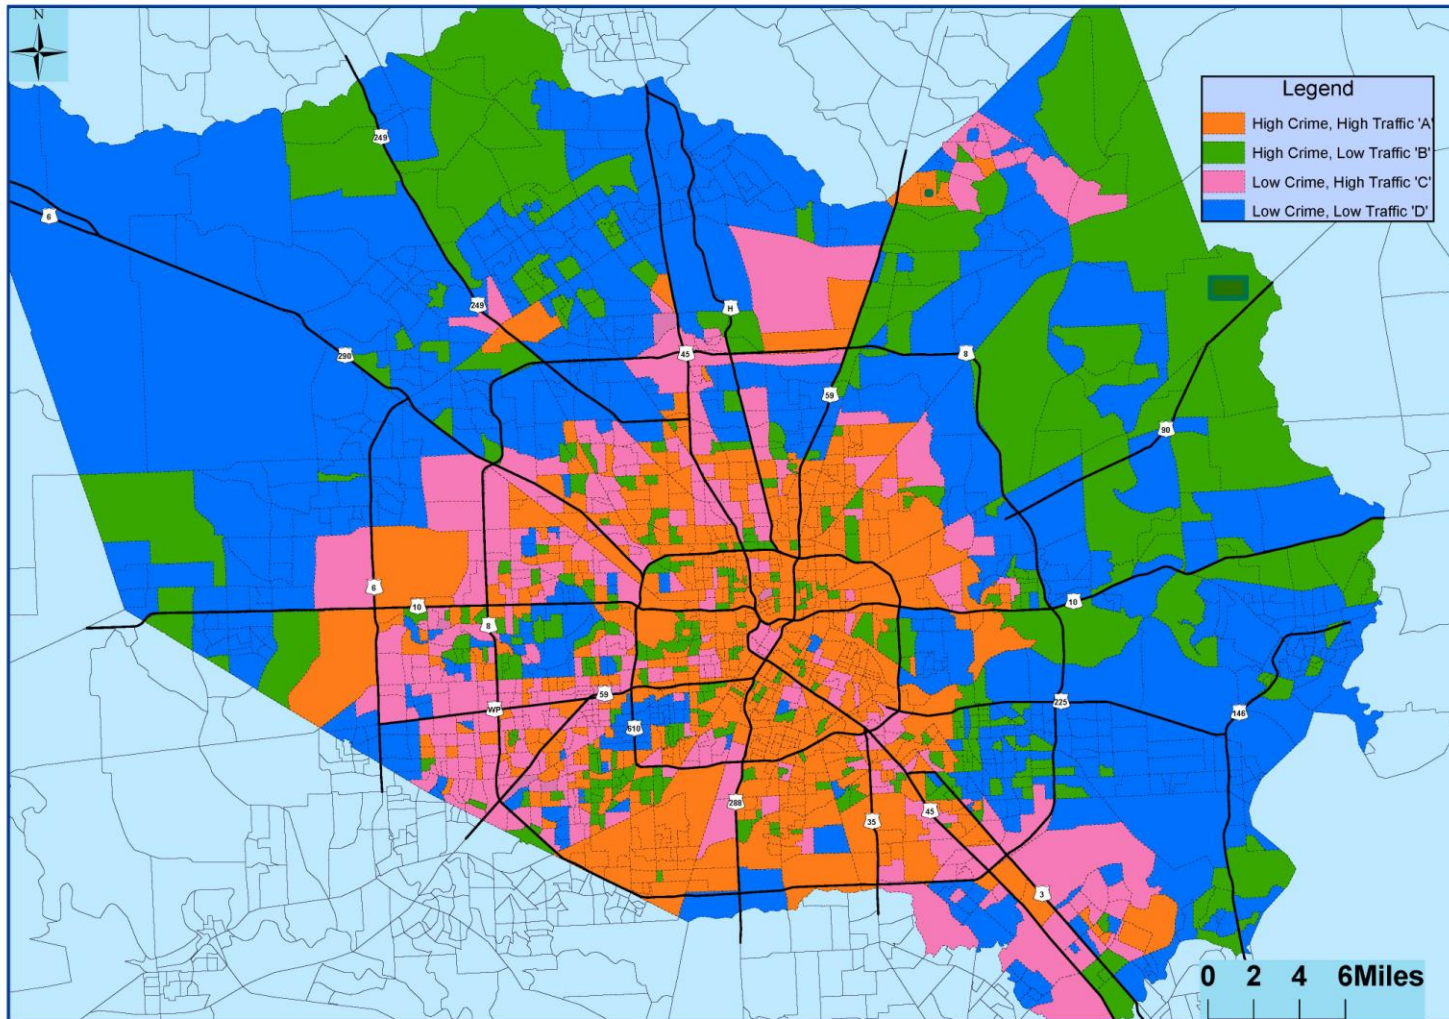 N
Legend
High Crime, High Traffic 'A'
High Crime, Low Traffic 'B'
Low Crime, High Traffic 'C'
Low Crime, Low Traffic 'D'
249
6
249
H
290
45
8
59
90
6
10
10
8
59
WP
225
146
610
288
35
45
3
0 2 4 6Miles